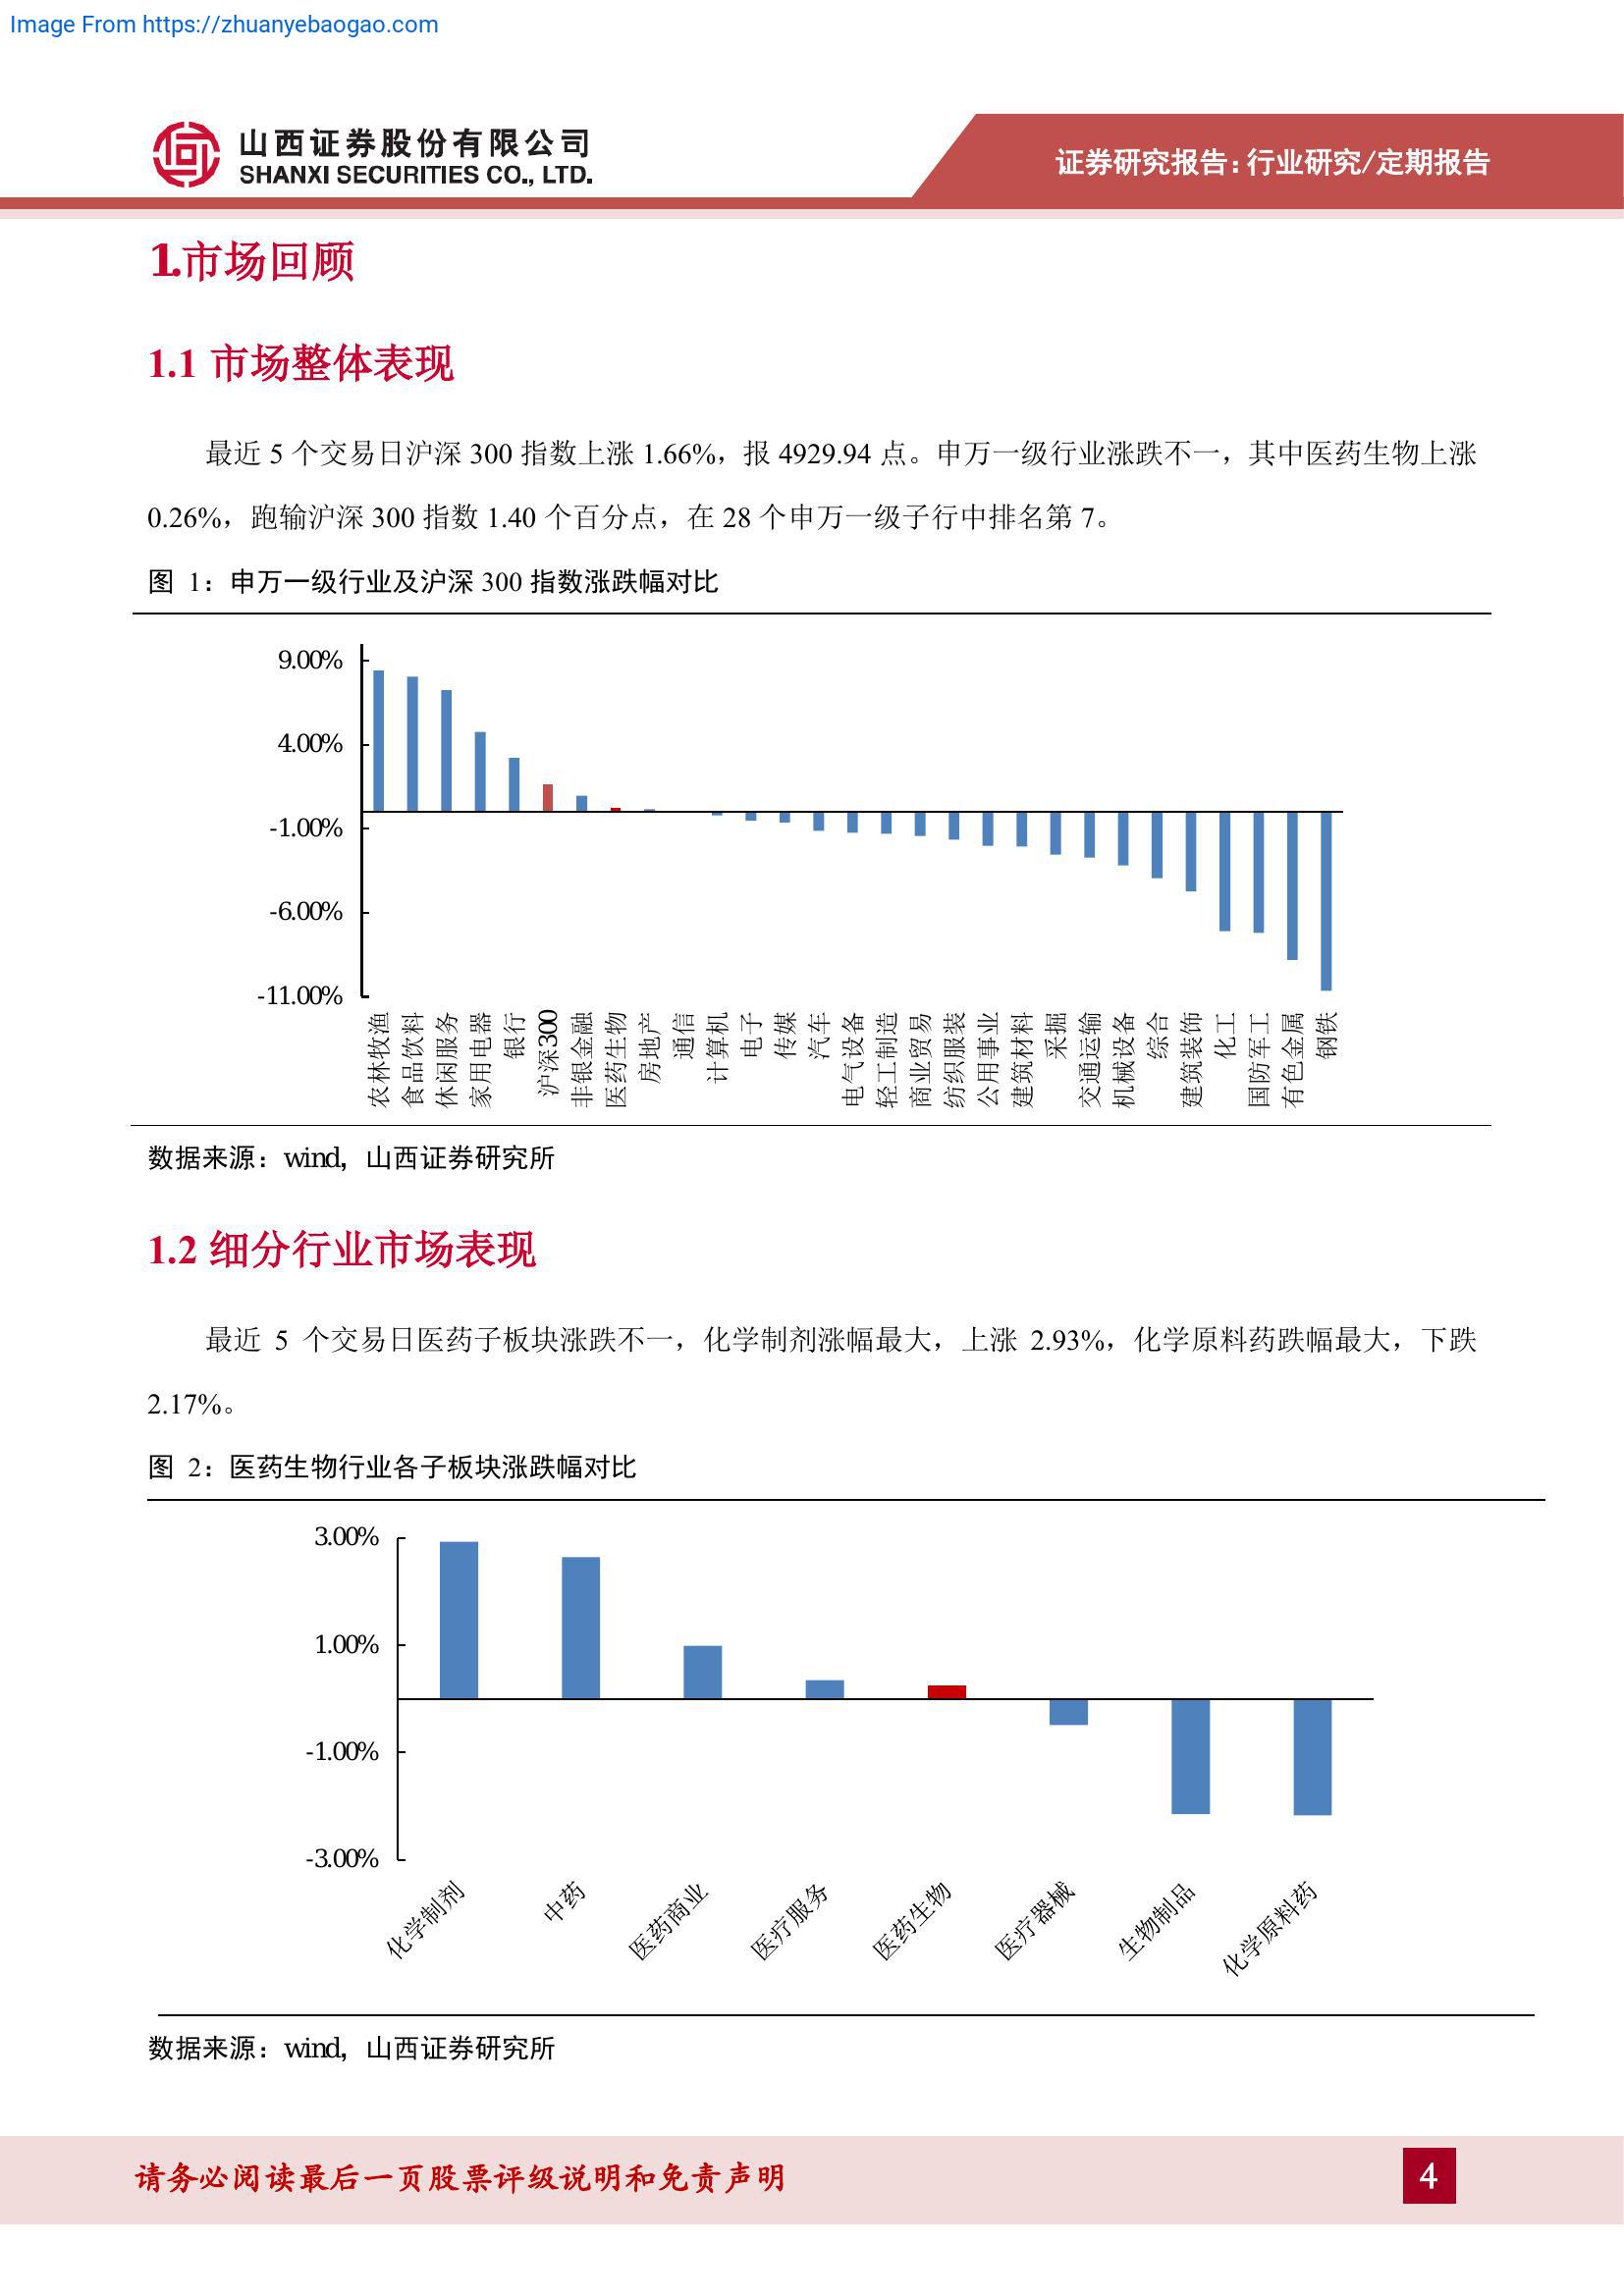 Image From https://zhuanyebaogao.com
山西证券股份有限公司
SHANXI SECURITIES CO., LTD.
证券研究报告：行业研究/定期报告
1.市场回顾
1.1 市场整体表现
最近 5 个交易日沪深 300 指数上涨 1.66%，报 4929.94 点。申万一级行业涨跌不一，其中医药生物上涨
0.26%，跑输沪深 300 指数 1.40 个百分点，在 28 个申万一级子行中排名第 7。
图 1：申万一级行业及沪深 300 指数涨跌幅对比
9.00%
4.00%
-1.00%
-6.00%
-11.00%
农林牧渔
食品饮料
休闲服务
家用电器
银行
沪深300
非银金融
医药生物
房地产
通信
计算机
电子
传媒
汽车
电气设备
轻工制造
商业贸易
纺织服装
公用事业
建筑材料
采掘
交通运输
机械设备
综合
建筑装饰
化工
国防军工
有色金属
钢铁
数据来源：wind，山西证券研究所
1.2 细分行业市场表现
最近 5 个交易日医药子板块涨跌不一，化学制剂涨幅最大，上涨 2.93%，化学原料药跌幅最大，下跌
2.17%。
图 2：医药生物行业各子板块涨跌幅对比
3.00%
1.00%
-1.00%
-3.00%
化学制剂
中药
医药商业
医疗服务
医药生物
医疗器械
生物制品
化学原料药
数据来源：wind，山西证券研究所
请务必阅读最后一页股票评级说明和免责声明
4